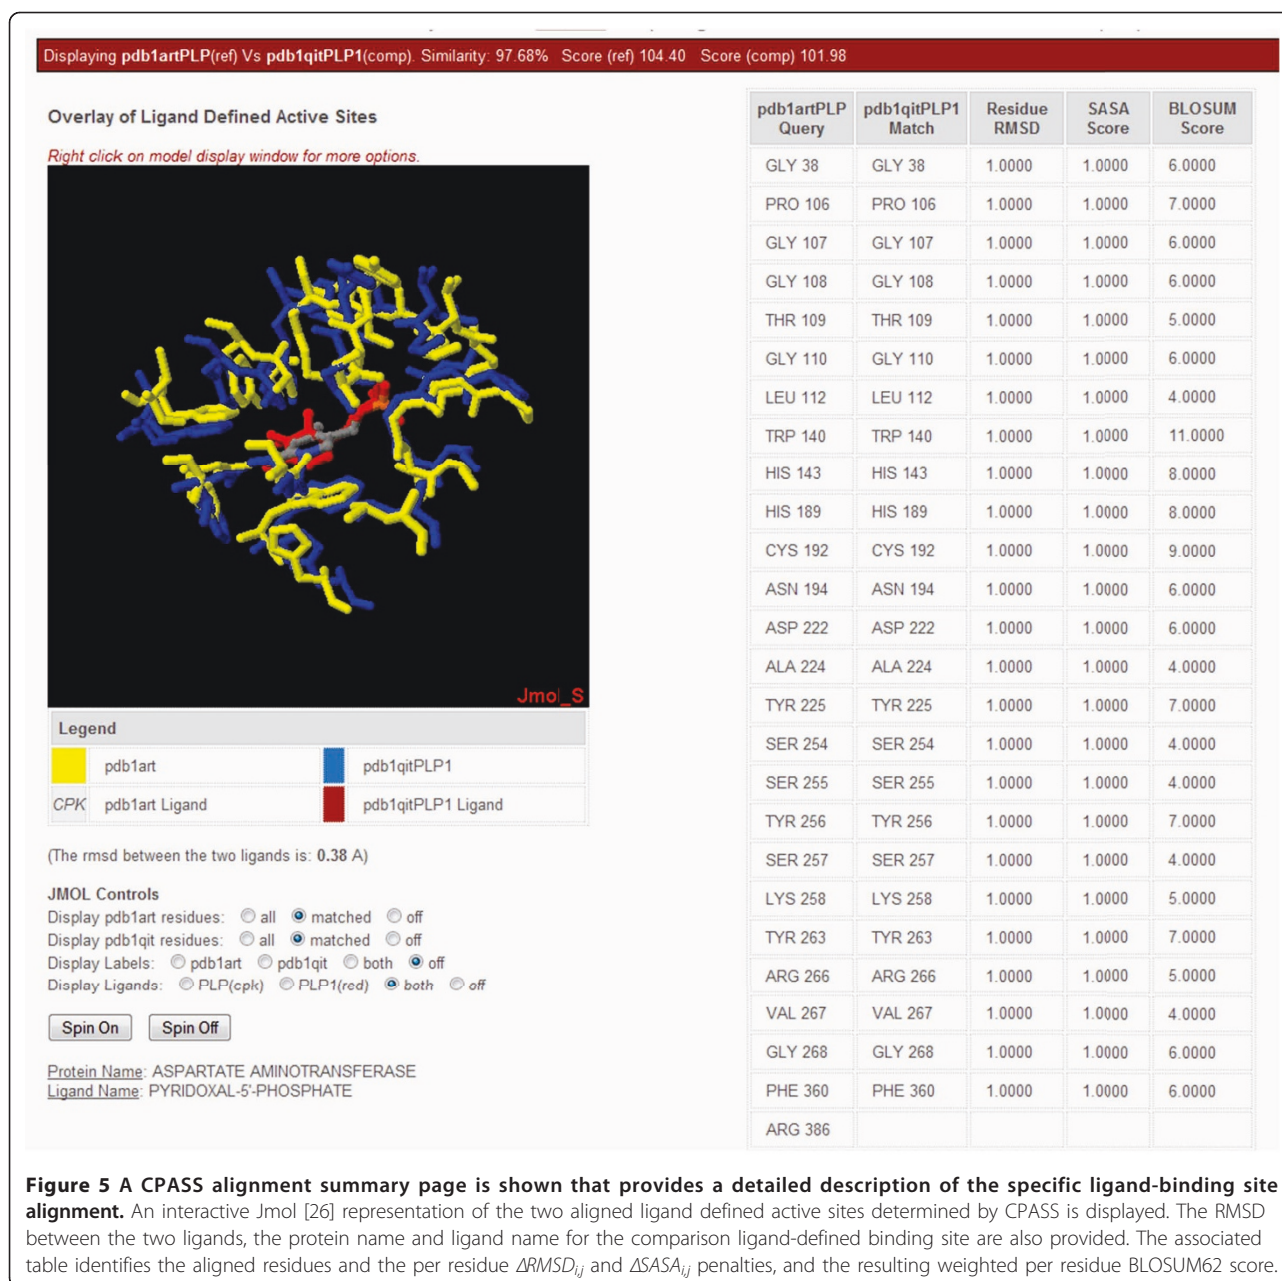 Displaying pdb1artPLP(ref) Vs pdb1qitPLP1(comp). Similarity: 97.68% Score (ref) 104.40 Score (comp) 101.98
Overlay of Ligand Defined Active Sites
Right click on model display window for more options.
Jmol_S
Legend
pdb1art pdb1qitPLP1
CPK pdb1art Ligand pdb1qitPLP1 Ligand
(The rmsd between the two ligands is: 0.38 A)
JMOL Controls
Display pdb1art residues: all matched off
Display pdb1qit residues: all matched off
Display Labels: pdb1art pdb1qit both off
Display Ligands: PLP(cpk) PLP1(red) both off
Spin On Spin Off
Protein Name: ASPARTATE AMINOTRANSFERASE
Ligand Name: PYRIDOXAL-5'-PHOSPHATE
pdb1artPLP pdb1qitPLP1 Residue SASA BLOSUM
Query Match RMSD Score Score
GLY 38 GLY 38 1.0000 1.0000 6.0000
PRO 106 PRO 106 1.0000 1.0000 7.0000
GLY 107 GLY 107 1.0000 1.0000 6.0000
GLY 108 GLY 108 1.0000 1.0000 6.0000
THR 109 THR 109 1.0000 1.0000 5.0000
GLY 110 GLY 110 1.0000 1.0000 6.0000
LEU 112 LEU 112 1.0000 1.0000 4.0000
TRP 140 TRP 140 1.0000 1.0000 11.0000
HIS 143 HIS 143 1.0000 1.0000 8.0000
HIS 189 HIS 189 1.0000 1.0000 8.0000
CYS 192 CYS 192 1.0000 1.0000 9.0000
ASN 194 ASN 194 1.0000 1.0000 6.0000
ASP 222 ASP 222 1.0000 1.0000 6.0000
ALA 224 ALA 224 1.0000 1.0000 4.0000
TYR 225 TYR 225 1.0000 1.0000 7.0000
SER 254 SER 254 1.0000 1.0000 4.0000
SER 255 SER 255 1.0000 1.0000 4.0000
TYR 256 TYR 256 1.0000 1.0000 7.0000
SER 257 SER 257 1.0000 1.0000 4.0000
LYS 258 LYS 258 1.0000 1.0000 5.0000
TYR 263 TYR 263 1.0000 1.0000 7.0000
ARG 266 ARG 266 1.0000 1.0000 5.0000
VAL 267 VAL 267 1.0000 1.0000 4.0000
GLY 268 GLY 268 1.0000 1.0000 6.0000
PHE 360 PHE 360 1.0000 1.0000 6.0000
ARG 386
Figure 5 A CPASS alignment summary page is shown that provides a detailed description of the specific ligand-binding site
alignment. An interactive Jmol [26] representation of the two aligned ligand defined active sites determined by CPASS is displayed. The RMSD
between the two ligands, the protein name and ligand name for the comparison ligand-defined binding site are also provided. The associated
table identifies the aligned residues and the per residue ΔRMSDi,j and ΔSASAi,j penalties, and the resulting weighted per residue BLOSUM62 score.